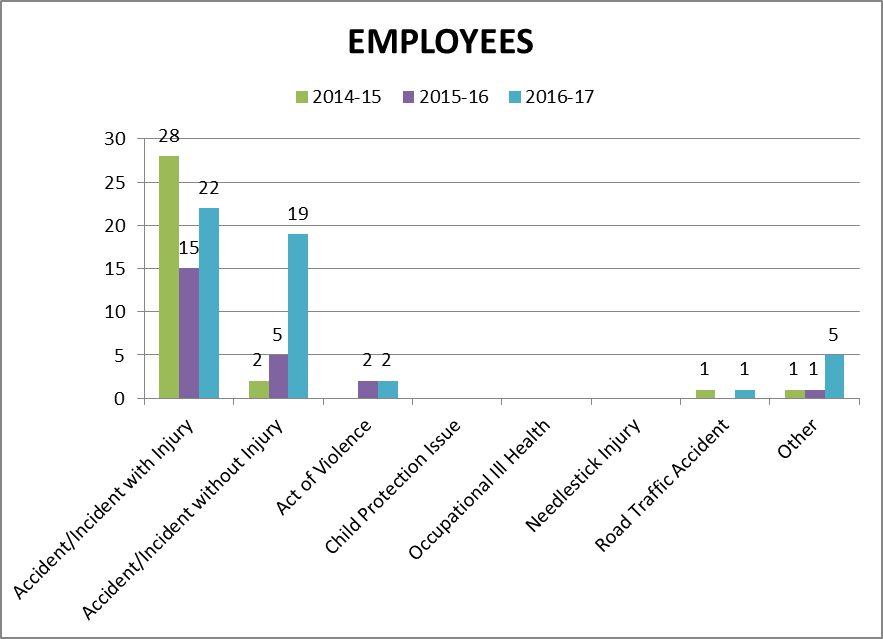 EMPLOYEES
2014-15 2015-16 2016-17
30
25
20
15
10
5
0
28
15
22
2
5
19
2
2
1
1
1
1
5
Accident/Incident with Injury
Accident/Incident without Injury
Act of Violence
Child Protection Issue
Occupational Ill Health
Needlestick Injury
Road Traffic Accident
Other